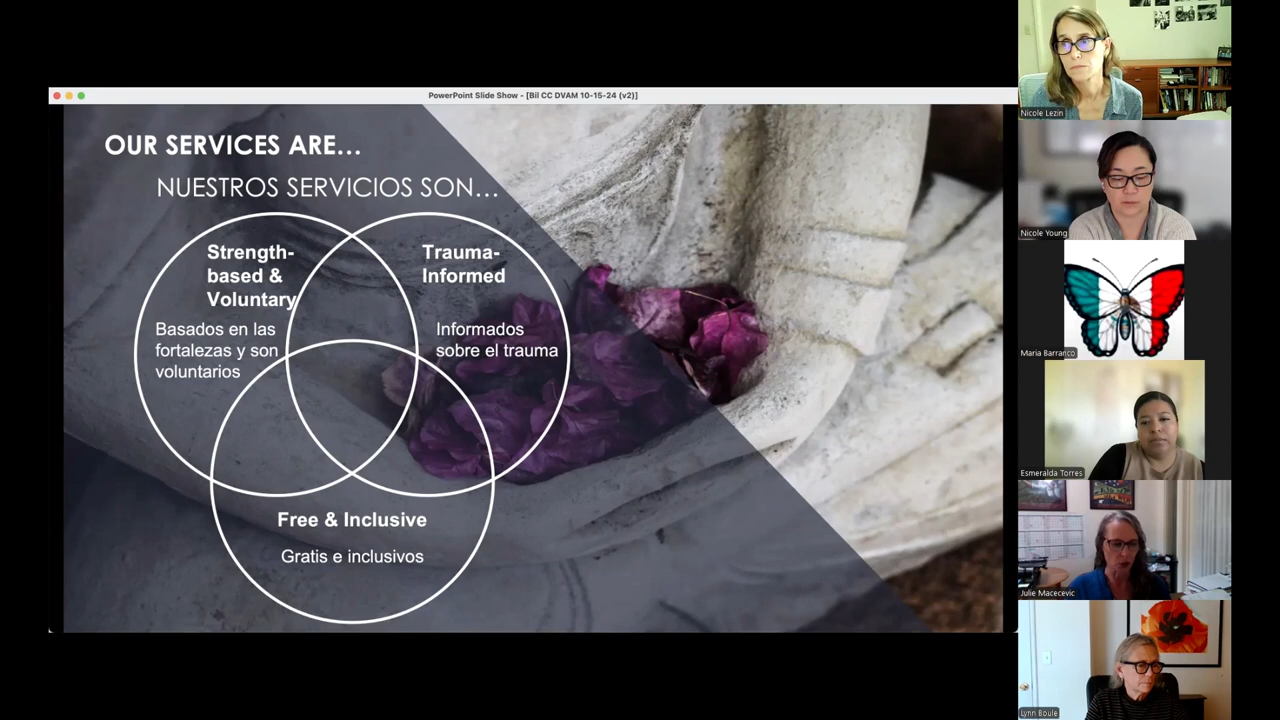 PowerPoint Slide Show - [Bil CC DVAM 10-15-24 (v2)]
OUR SERVICES ARE...
NUESTROS SERVICIOS SON...
Strength-
based &
Voluntary
Basados en las
fortalezas y son
voluntarios
Trauma-
Informed
Informados
sobre el trauma
Free & Inclusive
Gratis e inclusivos
Nicole Lezin
Nicole Young
Maria Barranco
Esmeralda Torres
Julie Macecevic
Lynn Boule